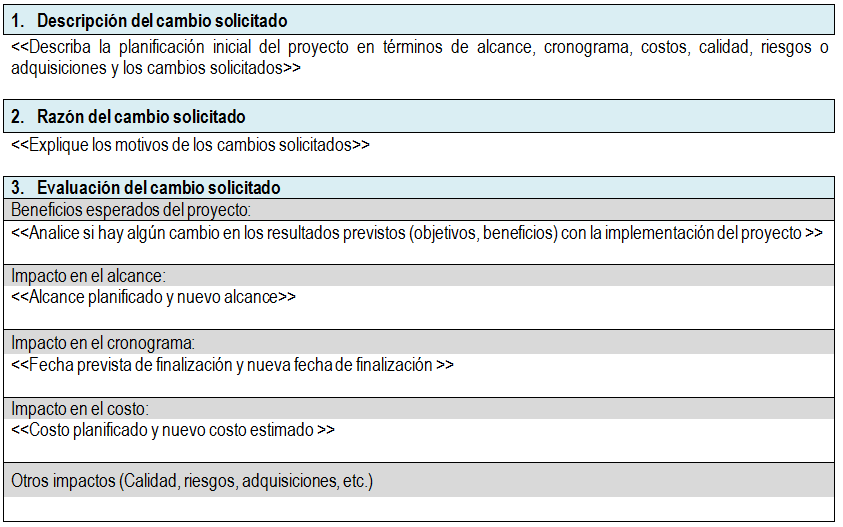 1. Descripción del cambio solicitado
<<Describa la planificación inicial del proyecto en términos de alcance, cronograma, costos, calidad, riesgos o
adquisiciones y los cambios solicitados>>
2. Razón del cambio solicitado
<<Explique los motivos de los cambios solicitados>>
3. Evaluación del cambio solicitado
Beneficios esperados del proyecto:
<<Analice si hay algún cambio en los resultados previstos (objetivos, beneficios) con la implementación del proyecto >>
Impacto en el alcance:
<<Alcance planificado y nuevo alcance>>
Impacto en el cronograma:
<<Fecha prevista de finalización y nueva fecha de finalización >>
Impacto en el costo:
<<Costo planificado y nuevo costo estimado >>
Otros impactos (Calidad, riesgos, adquisiciones, etc.)